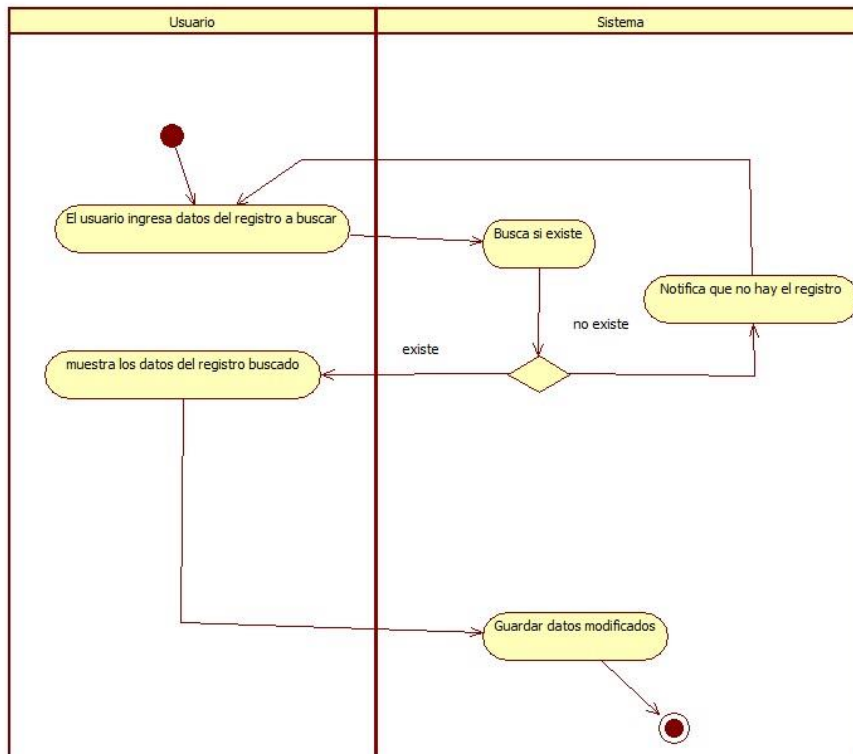 Usuario
Sistema
El usuario ingresa datos del registro a buscar
Busca si existe
Notifica que no hay el registro
no existe
existe
muestra los datos del registro buscado
Guardar datos modificados